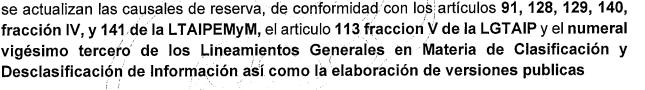 se actualizan las causales de reserva, de conformidad con los artículos 91, 128, 129, 140,
fracción IV, y 141 de la LTAIPEMyM, el articulo 113 fraccion V de la LGTAIP y el numeral
vigésimo tercero de los Lineamientos Generales en Materia de Clasificación y
Desclasificación de Información así como la elaboración de versiones publicas